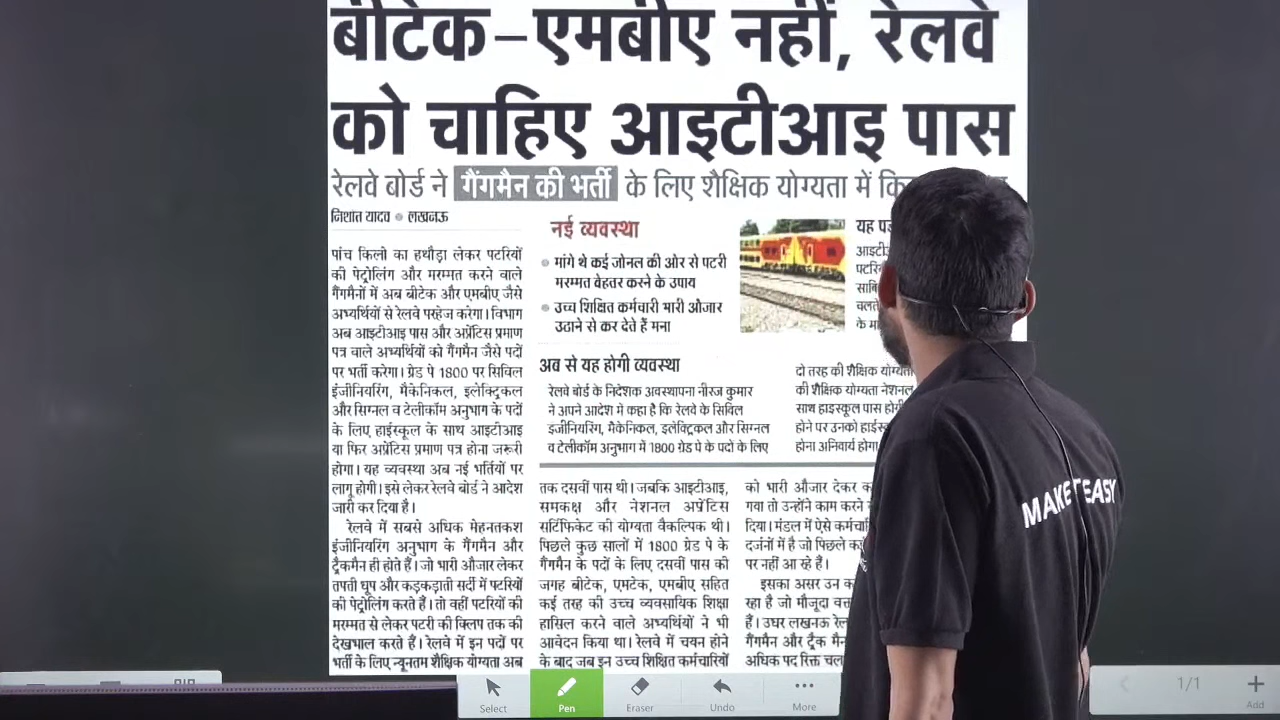 बीटेक–एमबीए नहीं, रेलवे
को चाहिए आइटीआइ पास
रेलवे बोर्ड ने गैंगमैन की भर्ती के लिए शैक्षिक योग्यता में
निशांत यादव ● लखनऊ
पांच किलो का हथौड़ा लेकर पटरियों
की पेट्रोलिंग और मरम्मत करने वाले
गैंगमैनों में अब बीटेक और एमबीए जैसे
अभ्यर्थियों से रेलवे परहेज करेगा। विभाग
अब आइटीआइ पास और अप्रेंटिस प्रमाण
पत्र वाले अभ्यर्थियों को गैंगमैन जैसे पदों
पर भर्ती करेगा। ग्रेड पे 1800 पर सिविल
इंजीनियरिंग, मैकेनिकल, इलेक्ट्रिकल
और सिग्नल व टेलीकॉम अनुभाग के पदों
के लिए हाईस्कूल के साथ आइटीआइ
या फिर अप्रेंटिस प्रमाण पत्र होना जरूरी
होगा। यह व्यवस्था अब नई भर्तियों पर
लागू होगी। इसे लेकर रेलवे बोर्ड ने आदेश
जारी कर दिया है।
रेलवे में सबसे अधिक मेहनतकश
इंजीनियरिंग अनुभाग के गैंगमैन और
ट्रैकमैन ही होते हैं। जो भारी औजार लेकर
तपती धूप और कड़कड़ाती सर्दी में पटरियों
की पेट्रोलिंग करते हैं। तो वहीं पटरियों की
मरम्मत से लेकर पटरी की क्लिप तक की
देखभाल करते हैं। रेलवे में इन पदों पर
भर्ती के लिए न्यूनतम शैक्षिक योग्यता अब
नई व्यवस्था
● मांगे थे कई जोनल की ओर से पटरी
मरम्मत बेहतर करने के उपाय
● उच्च शिक्षित कर्मचारी भारी औजार
उठाने से कर देते हैं मना
यह
अब से यह होगी व्यवस्था
रेलवे बोर्ड के निदेशक अवस्थापना नीरज कुमार
ने अपने आदेश में कहा है कि रेलवे के सिविल
इंजीनियरिंग, मैकेनिकल, इलेक्ट्रिकल और सिग्नल
व टेलीकॉम अनुभाग में 1800 ग्रेड पे के पदों के लिए
दो तरह की शैक्षिक योग्यता
की शैक्षिक योग्यता नेशनल
साथ हाइस्कूल पास होगी
होने पर उनको
होना अनिवार्य होगा
तक दसवीं पास थी। जबकि आइटीआइ,
समकक्ष और नेशनल अप्रेंटिस
सर्टिफिकेट की योग्यता वैकल्पिक थी।
पिछले कुछ सालों में 1800 ग्रेड पे के
गैंगमैन के पदों के लिए दसवीं पास की
जगह बीटेक, एमटेक, एमबीए सहित
कई तरह की उच्च व्यवसायिक शिक्षा
हासिल करने वाले अभ्यर्थियों ने भी
आवेदन किया था। रेलवे में चयन होने
के बाद जब इन उच्च शिक्षित कर्मचारियों
को भारी औजार देकर
गया तो उन्होंने काम करने
दिया। मंडल में ऐसे
दर्जनों में है जो पिछले
पर नहीं आ रहे हैं।
इसका असर उन
रहा है जो मौजूदा
हैं। उधर लखनऊ
गैंगमैन और ट्रैक
अधिक पद रिक्त
MAKE IT EASY
Select
Pen
Eraser
Undo
More
1/1
Add